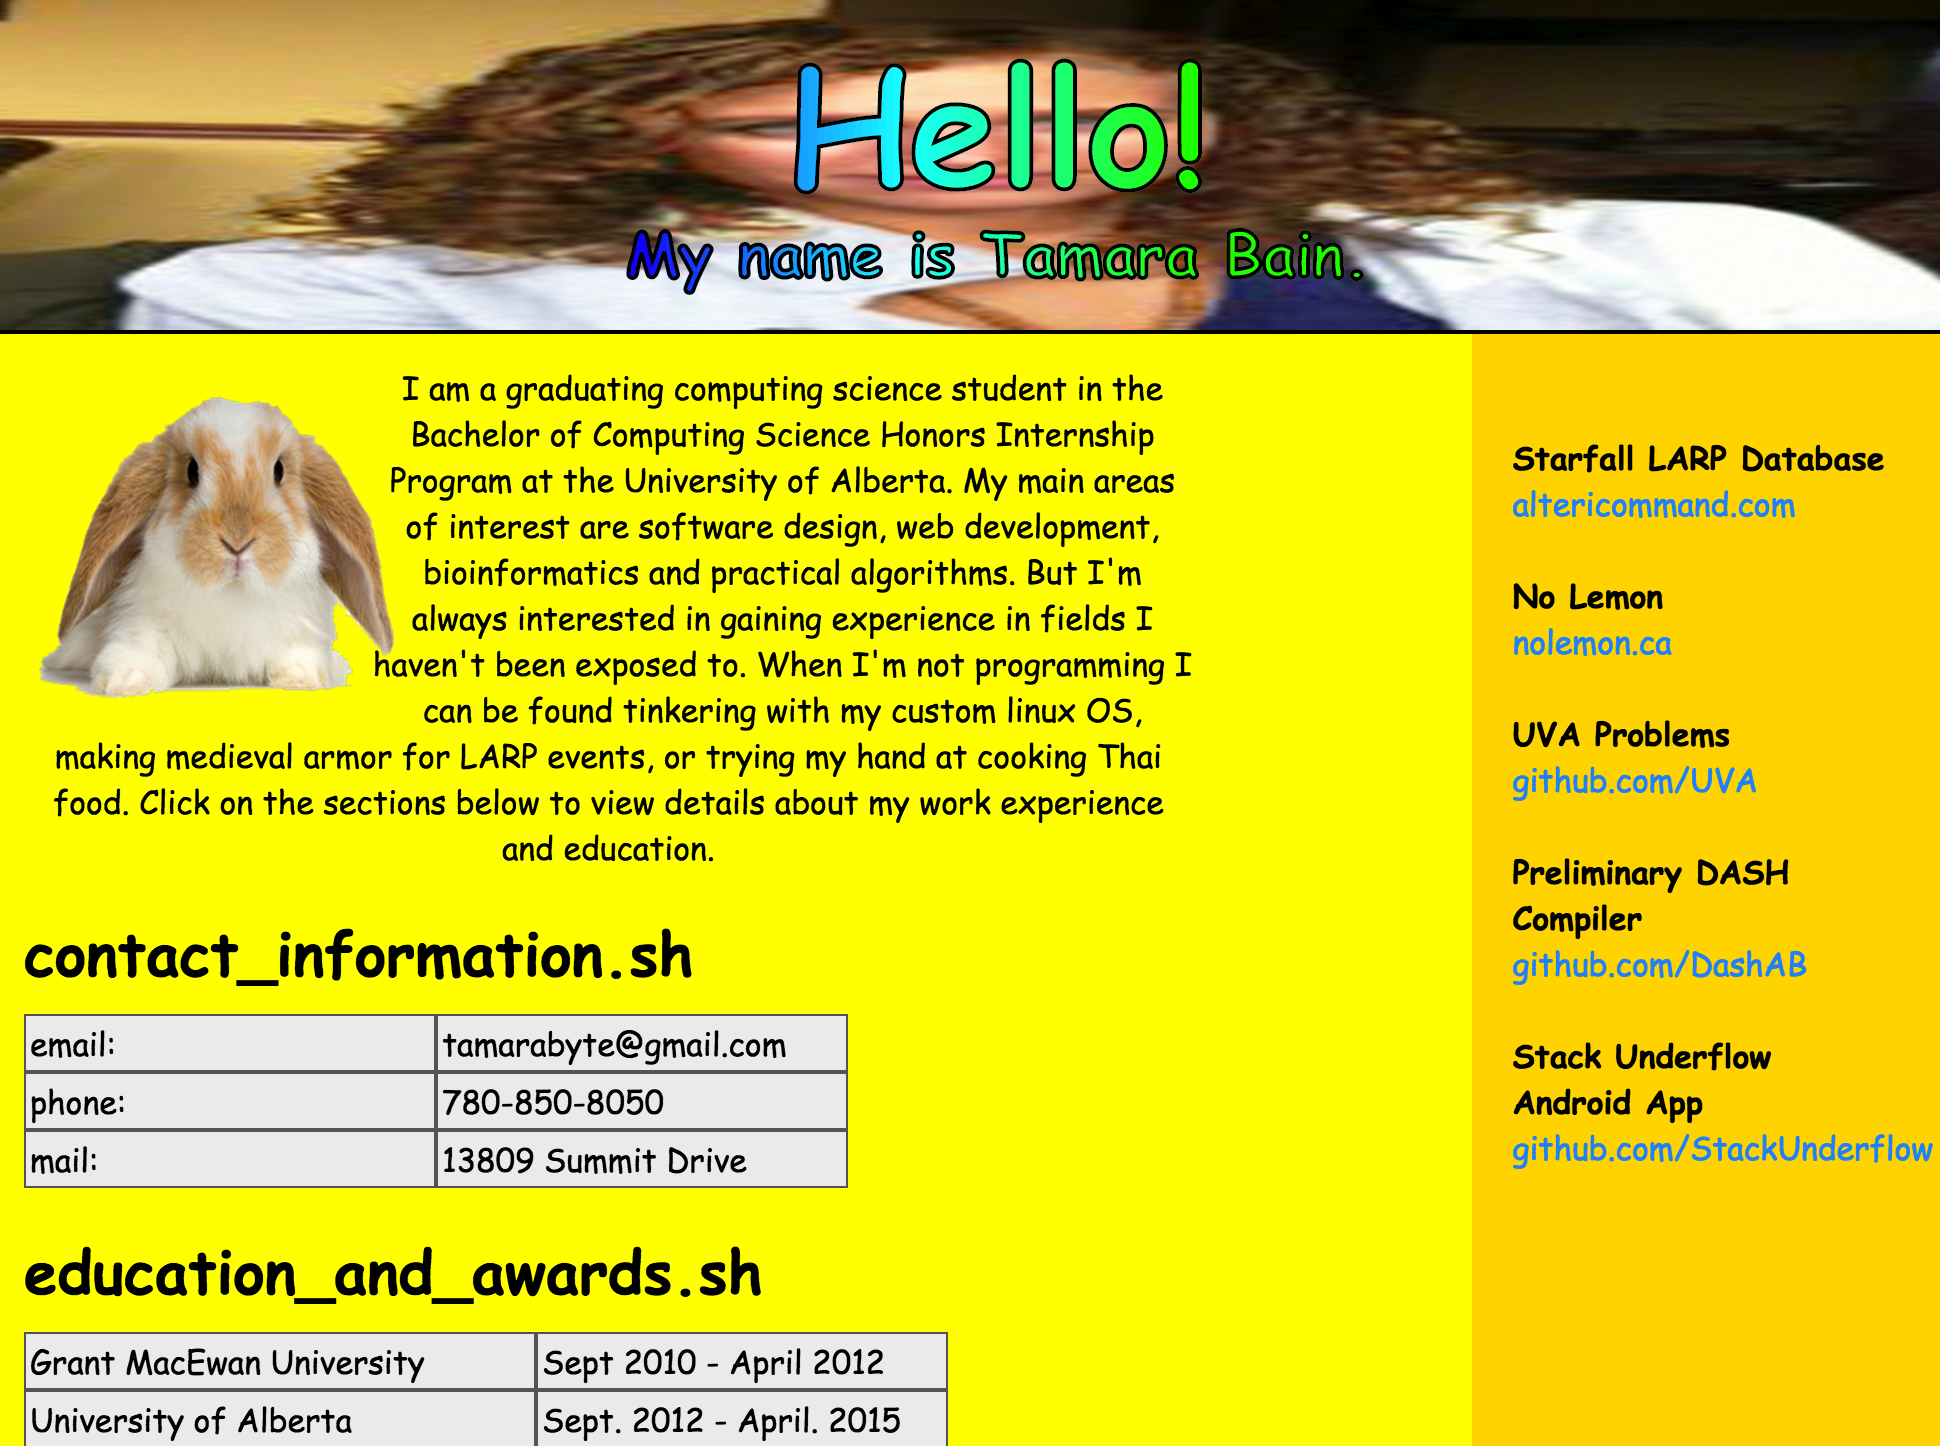 Hello!
My name is Tamara Bain.
I am a graduating computing science student in the
Bachelor of Computing Science Honors Internship
Program at the University of Alberta. My main areas
of interest are software design, web development,
bioinformatics and practical algorithms. But I'm
always interested in gaining experience in fields I
haven't been exposed to. When I'm not programming I
can be found tinkering with my custom linux OS,
making medieval armor for LARP events, or trying my hand at cooking Thai
food. Click on the sections below to view details about my work experience
and education.
contact_information.sh
email: tamarabyte@gmail.com
phone: 780-850-8050
mail: 13809 Summit Drive
education_and_awards.sh
Grant MacEwan University Sept 2010 - April 2012
University of Alberta Sept. 2012 - April. 2015
Starfall LARP Database
altericommand.com
No Lemon
nolemon.ca
UVA Problems
github.com/UVA
Preliminary DASH
Compiler
github.com/DashAB
Stack Underflow
Android App
github.com/StackUnderflow